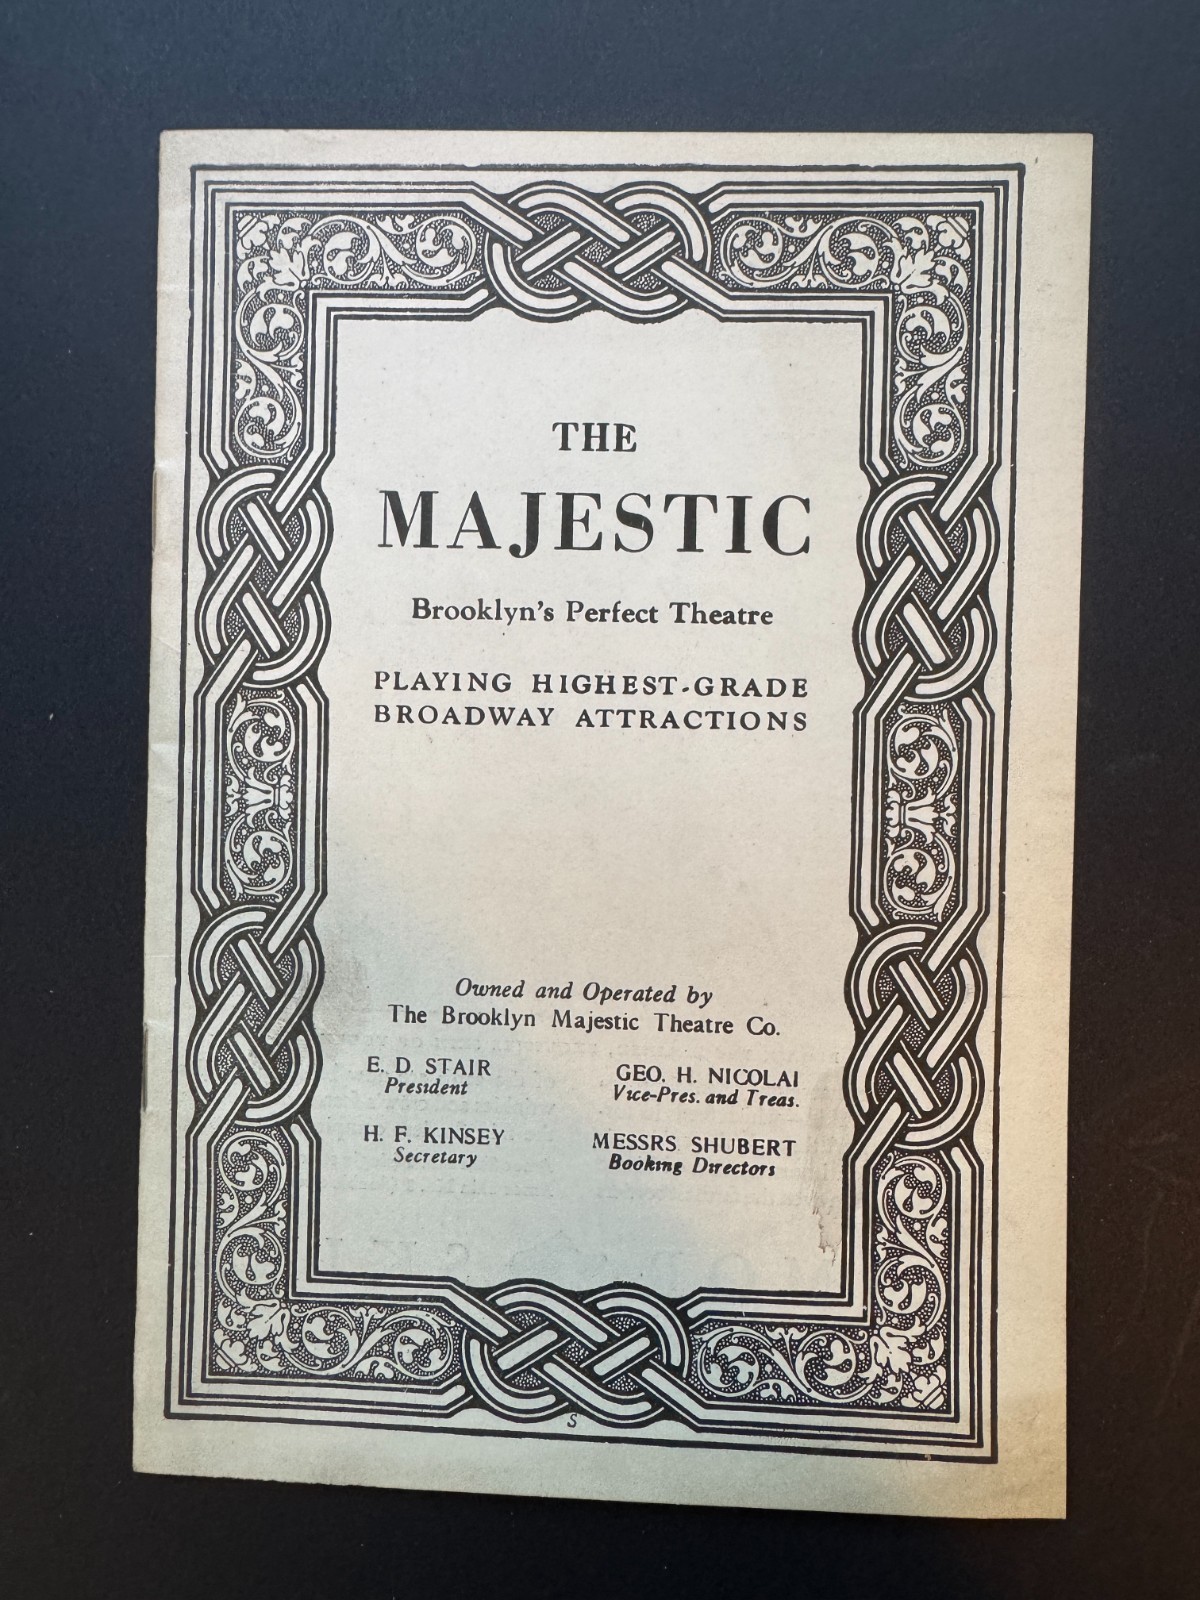 THE
MAJESTIC
Brooklyn's Perfect Theatre
PLAYING HIGHEST-GRADE
BROADWAY ATTRACTIONS
Owned and Operated by
The Brooklyn Majestic Theatre Co.
E. D. STAIR
President
GEO. H. NICOLAI
Vice-Pres. and Treas.
H. F. KINSEY
Secretary
MESSRS SHUBERT
Booking Directors
S